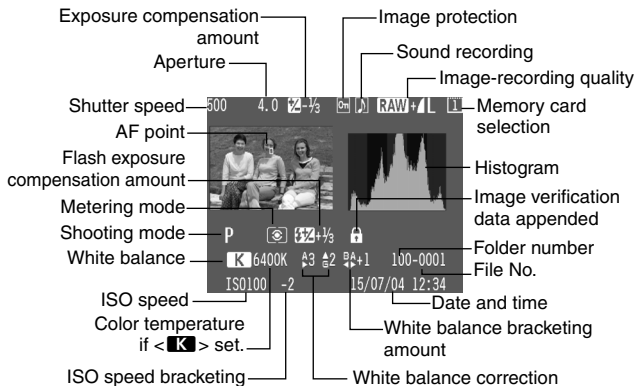 Exposure compensation
amount
Image protection
Sound recording
Aperture
Image-recording quality
Shutter speed
500 4.0 -1/3 RAW+ L 1
Memory card
selection
AF point
Flash exposure
compensation amount
Histogram
Metering mode
Image verification
data appended
Shooting mode
P +1/3
White balance
K 6400K A3 G2 BA+1 100-0001
Folder number
File No.
ISO speed
ISO100 -2 15/07/04 12:34
Date and time
Color temperature
if <K> set.
White balance bracketing
amount
ISO speed bracketing
White balance correction